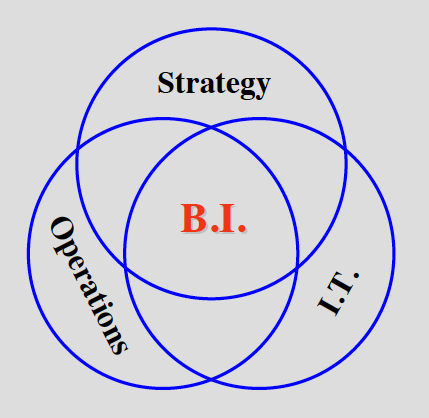 Strategy
B.I.
Operations
I.T.